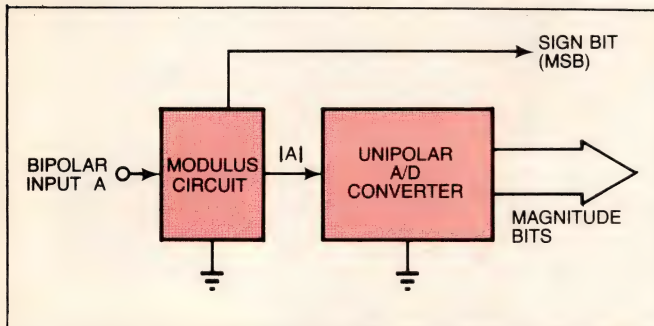 SIGN BIT
(MSB)
BIPOLAR
INPUT A
MODULUS
CIRCUIT
|A|
UNIPOLAR
A/D
CONVERTER
MAGNITUDE
BITS